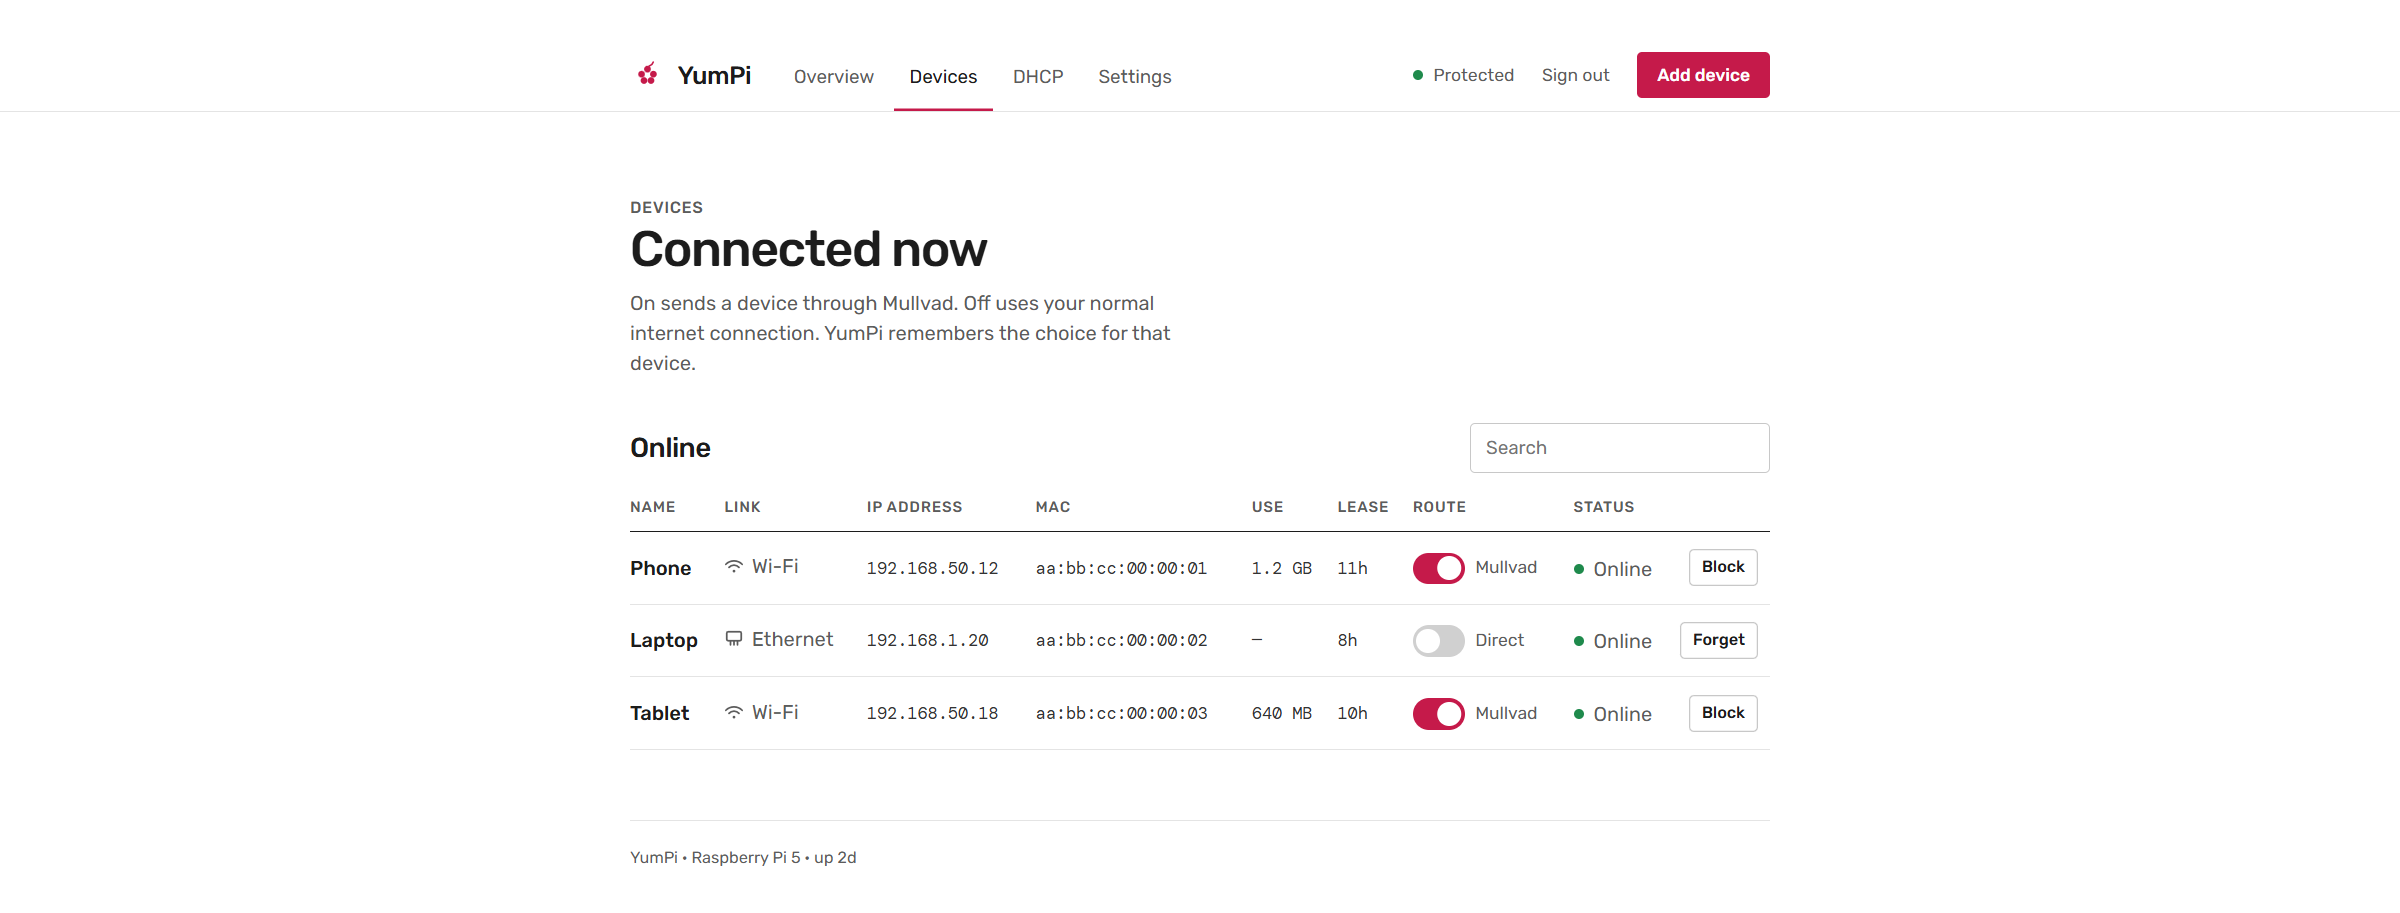 YumPi Overview Devices DHCP Settings Protected Sign out Add device
DEVICES
Connected now
On sends a device through Mullvad. Off uses your normal
internet connection. YumPi remembers the choice for that
device.
Online Search
NAME LINK IP ADDRESS MAC USE LEASE ROUTE STATUS
Phone Wi-Fi 192.168.50.12 aa:bb:cc:00:00:01 1.2 GB 11h Mullvad Online Block
Laptop Ethernet 192.168.1.20 aa:bb:cc:00:00:02 — 8h Direct Online Forget
Tablet Wi-Fi 192.168.50.18 aa:bb:cc:00:00:03 640 MB 10h Mullvad Online Block
YumPi • Raspberry Pi 5 • up 2d